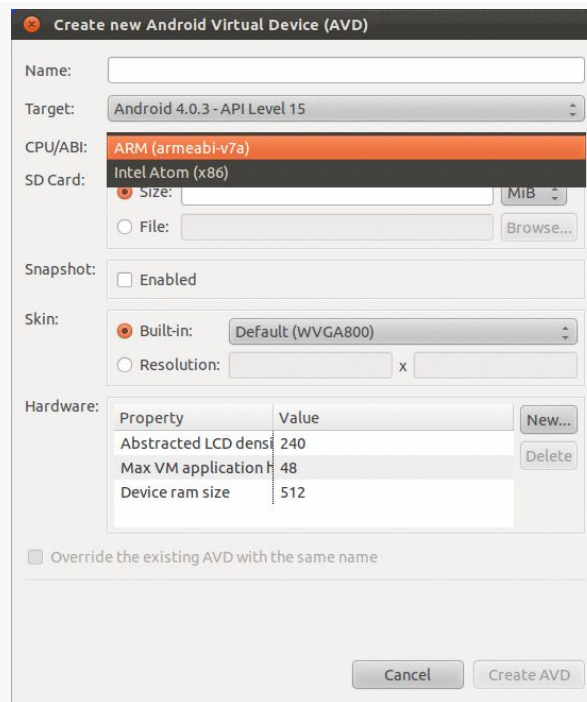 Create new Android Virtual Device (AVD)
Name:
Target: Android 4.0.3 - API Level 15
CPU/ABI: ARM (armeabi-v7a)
Intel Atom (x86)
SD Card:
Size: MiB
File: Browse...
Snapshot:
Enabled
Skin:
Built-in: Default (WVGA800)
Resolution: x
Hardware:
Property Value New...
Abstracted LCD densi 240
Max VM application h 48 Delete
Device ram size 512
Override the existing AVD with the same name
Cancel Create AVD